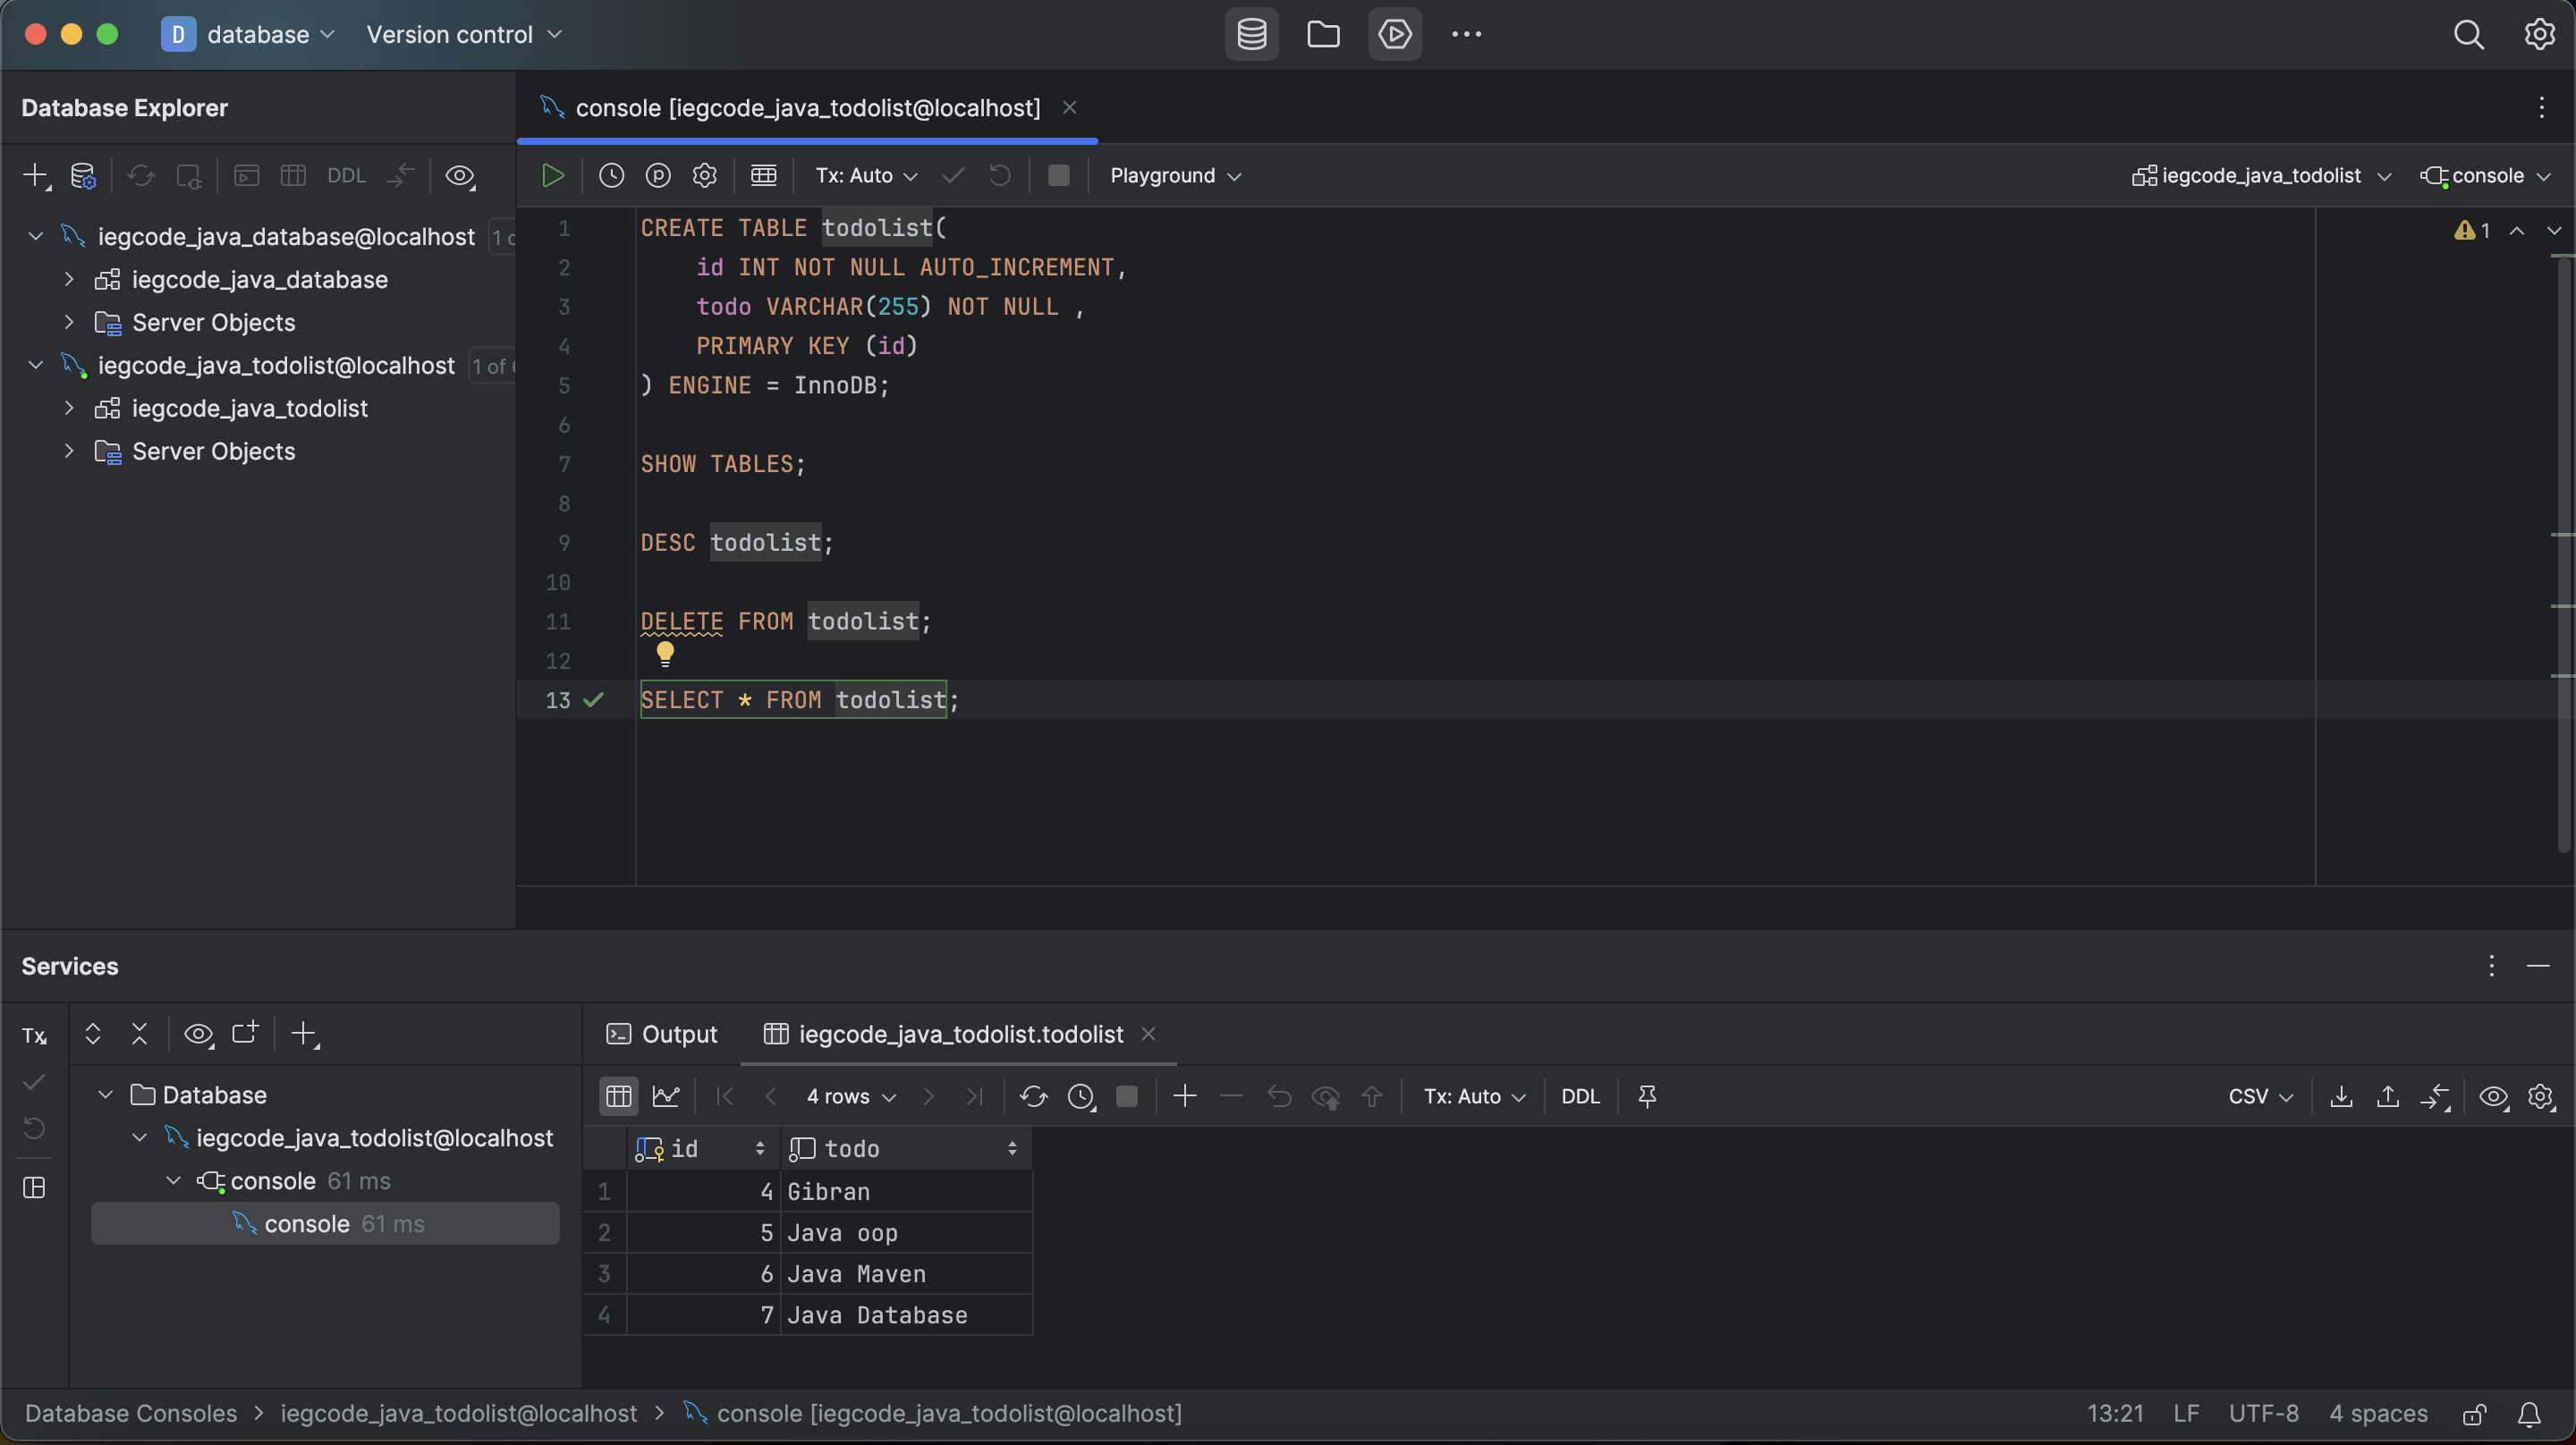 D database Version control
Database Explorer
console [iegcode_java_todolist@localhost]
DDL
Tx: Auto
Playground
iegcode_java_todolist
console
iegcode_java_database@localhost 1
iegcode_java_database
Server Objects
iegcode_java_todolist@localhost 1 of
iegcode_java_todolist
Server Objects
1 CREATE TABLE todolist(
2 id INT NOT NULL AUTO_INCREMENT,
3 todo VARCHAR(255) NOT NULL ,
4 PRIMARY KEY (id)
5 ) ENGINE = InnoDB;
6
7 SHOW TABLES;
8
9 DESC todolist;
10
11 DELETE FROM todolist;
12
13 SELECT * FROM todolist;
1
Services
Tx
Database
iegcode_java_todolist@localhost
console 61 ms
console 61 ms
Output iegcode_java_todolist.todolist
4 rows Tx: Auto DDL CSV
id todo
1 4 Gibran
2 5 Java oop
3 6 Java Maven
4 7 Java Database
Database Consoles > iegcode_java_todolist@localhost > console [iegcode_java_todolist@localhost]
13:21 LF UTF-8 4 spaces